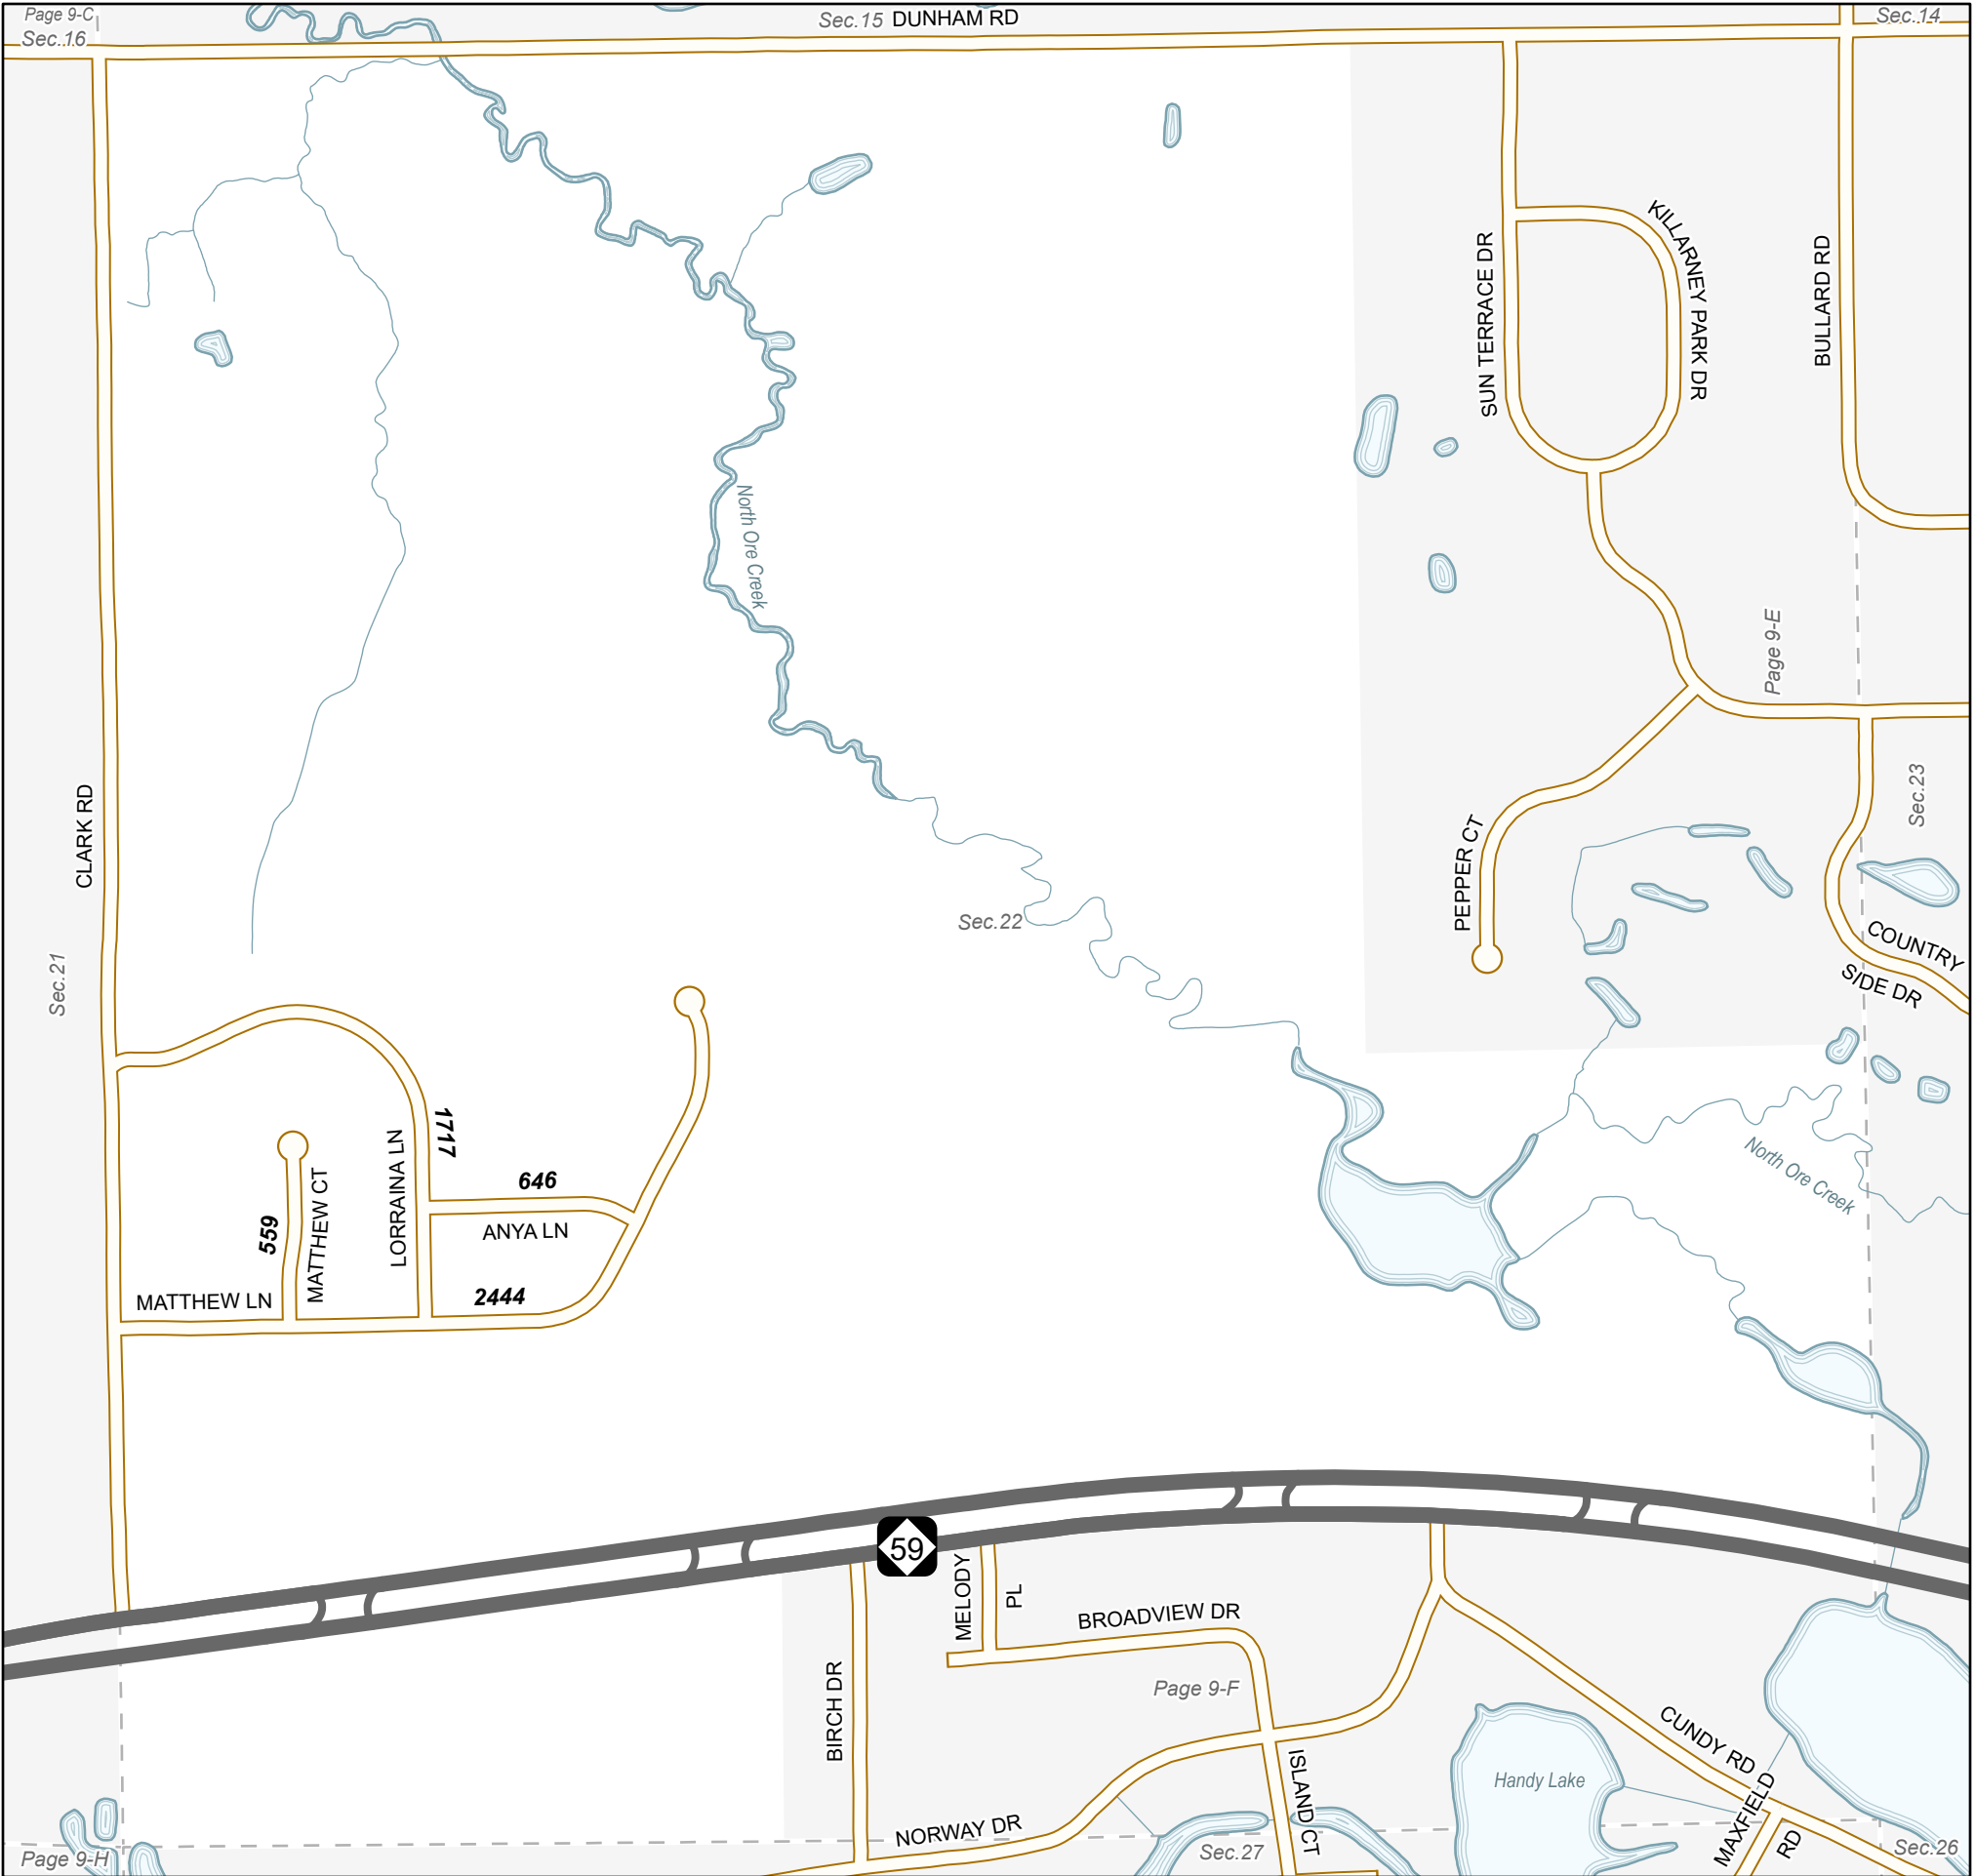 Page 9-C
Sec.16
Sec.15 DUNHAM RD
Sec.14
KILLARNEY PARK DR
SUN TERRACE DR
BULLARD RD
North Ore Creek
Page 9-E
CLARK RD
Sec.23
PEPPER CT
Sec.22
COUNTRY
SIDE DR
Sec.21
1717
LORRAINA LN
646
ANYA LN
559
MATTHEW CT
North Ore Creek
MATTHEW LN
2444
59
MELODY
PL
BROADVIEW DR
BIRCH DR
Page 9-F
CUNDY RD
ISLAND CT
Handy Lake
MAXFIELD
RD
NORWAY DR
Sec.27
Sec.26
Page 9-H